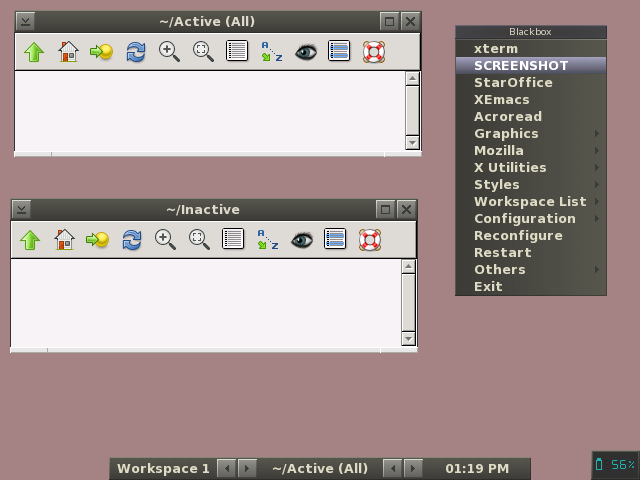 ~/Active (All)
A
Z
~/Inactive
A
Z
Blackbox
xterm
SCREENSHOT
StarOffice
XEmacs
Acroread
Graphics
Mozilla
X Utilities
Styles
Workspace List
Configuration
Reconfigure
Restart
Others
Exit
Workspace 1 ~/Active (All) 01:19 PM
56%